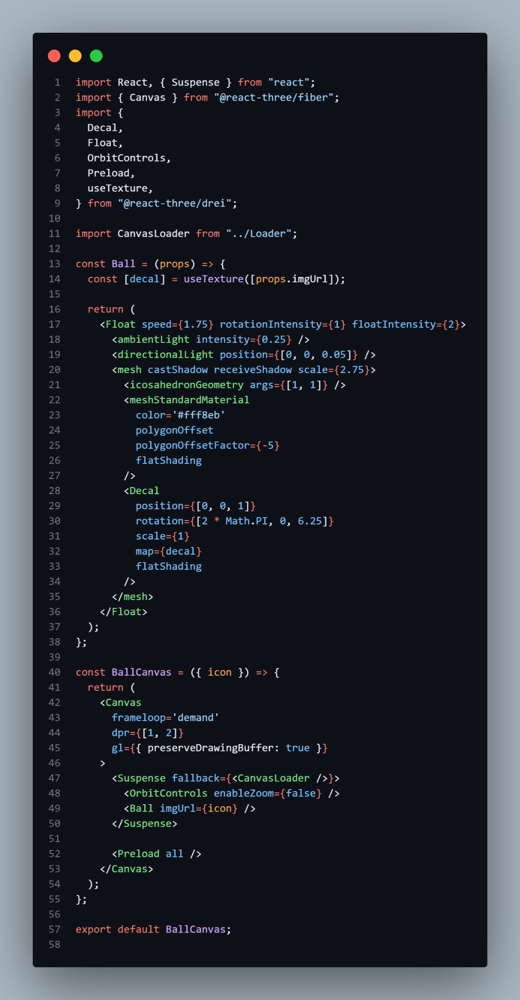 1 import React, { Suspense } from "react";
2 import { Canvas } from "@react-three/fiber";
3 import {
4   Decal,
5   Float,
6   OrbitControls,
7   Preload,
8   useTexture,
9 } from "@react-three/drei";
10
11 import CanvasLoader from "../Loader";
12
13 const Ball = (props) => {
14   const [decal] = useTexture([props.imgUrl]);
15
16   return (
17     <Float speed={1.75} rotationIntensity={1} floatIntensity={2}>
18       <ambientLight intensity={0.25} />
19       <directionalLight position={[0, 0, 0.05]} />
20       <mesh castShadow receiveShadow scale={2.75}>
21         <icosahedronGeometry args={[1, 1]} />
22         <meshStandardMaterial
23           color='#fff8eb'
24           polygonOffset
25           polygonOffsetFactor={-5}
26           flatShading
27         />
28         <Decal
29           position={[0, 0, 1]}
30           rotation={[2 * Math.PI, 0, 6.25]}
31           scale={1}
32           map={decal}
33           flatShading
34         />
35       </mesh>
36     </Float>
37   );
38 };
39
40 const BallCanvas = ({ icon }) => {
41   return (
42     <Canvas
43       frameloop='demand'
44       dpr={[1, 2]}
45       gl={{ preserveDrawingBuffer: true }}
46     >
47       <Suspense fallback={<CanvasLoader />}>
48         <OrbitControls enableZoom={false} />
49         <Ball imgUrl={icon} />
50       </Suspense>
51
52       <Preload all />
53     </Canvas>
54   );
55 };
56
57 export default BallCanvas;
58